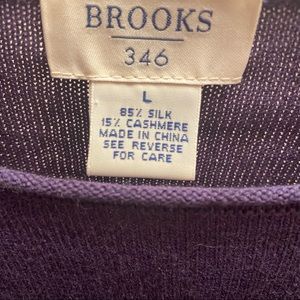 BROOKS
346
L
85% SILK
15% CASHMERE
MADE IN CHINA
SEE REVERSE
FOR CARE